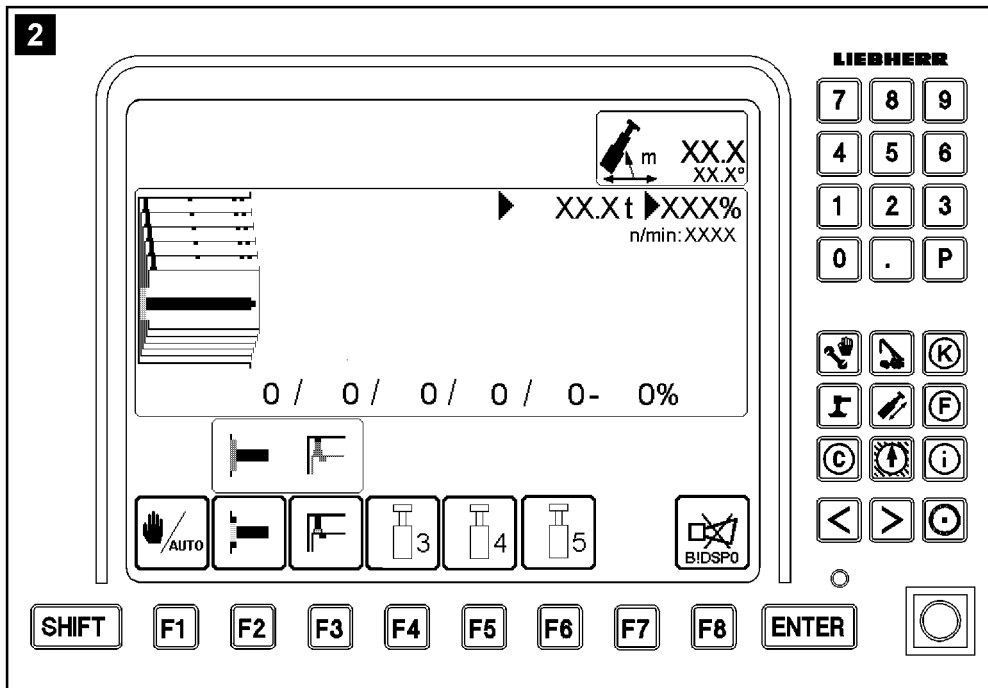 2
LIEBHERR
m XX.X
XX.X°
XX.X t XXX%
n/min: XXXX
0 / 0 / 0 / 0 / 0 - 0%
/AUTO
3
4
5
B!DSP0
7 8 9
4 5 6
1 2 3
0 . P
K
F
C i
< >
SHIFT F1 F2 F3 F4 F5 F6 F7 F8 ENTER